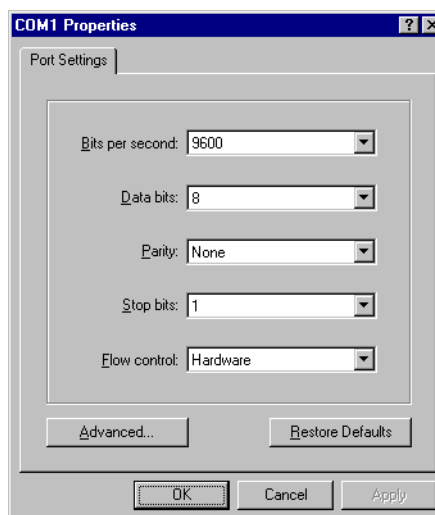 COM1 Properties
Port Settings
Bits per second: 9600
Data bits: 8
Parity: None
Stop bits: 1
Flow control: Hardware
Advanced... Restore Defaults
OK Cancel Apply